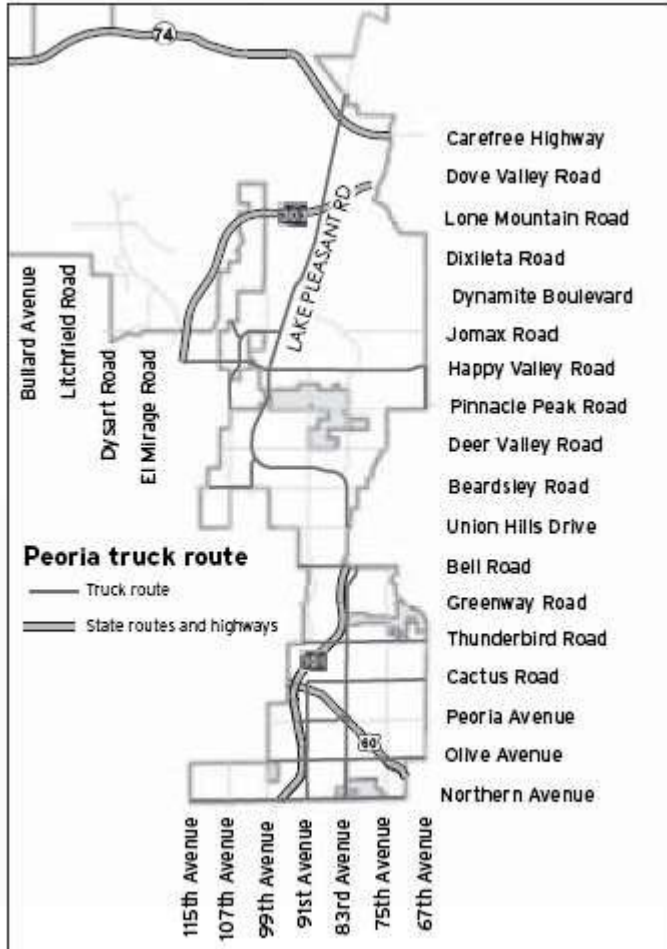 74
Carefree Highway
Dove Valley Road
303
Lone Mountain Road
LAKE PLEASANT RD
Dixileta Road
Dynamite Boulevard
Jomax Road
Happy Valley Road
Pinnacle Peak Road
Deer Valley Road
Beardsley Road
Union Hills Drive
Bell Road
Greenway Road
Thunderbird Road
Cactus Road
Peoria Avenue
Olive Avenue
Northern Avenue
Bullard Avenue
Litchfield Road
Dysart Road
El Mirage Road
Peoria truck route
Truck route
State routes and highways
60
115th Avenue
107th Avenue
99th Avenue
91st Avenue
83rd Avenue
75th Avenue
67th Avenue